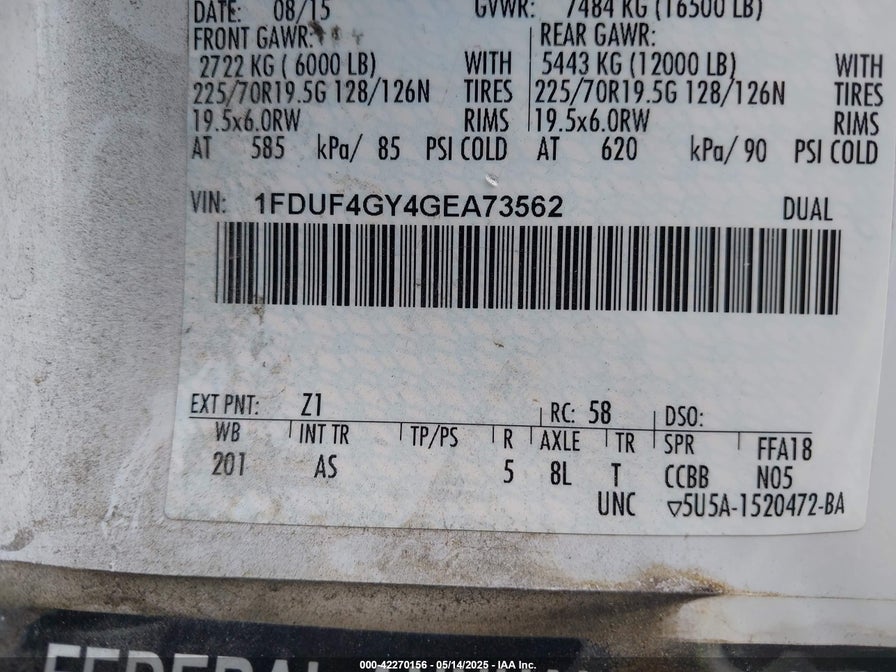 DATE: 08/15 GVWR: 7484 KG (16500 LB)
FRONT GAWR: REAR GAWR:
2722 KG ( 6000 LB) WITH 5443 KG (12000 LB) WITH
225/70R19.5G 128/126N TIRES 225/70R19.5G 128/126N TIRES
19.5x6.0RW RIMS 19.5x6.0RW RIMS
AT 585 kPa/ 85 PSI COLD AT 620 kPa/ 90 PSI COLD
VIN: 1FDUF4GY4GEA73562 DUAL
EXT PNT: Z1 RC: 58 DSO:
WB INT TR TP/PS R AXLE TR SPR FFA18
201 AS 5 8L T CCBB N05
UNC ▽5U5A-1520472-BA
FEDERAL
000-42270156 - 05/14/2025 - IAA Inc.